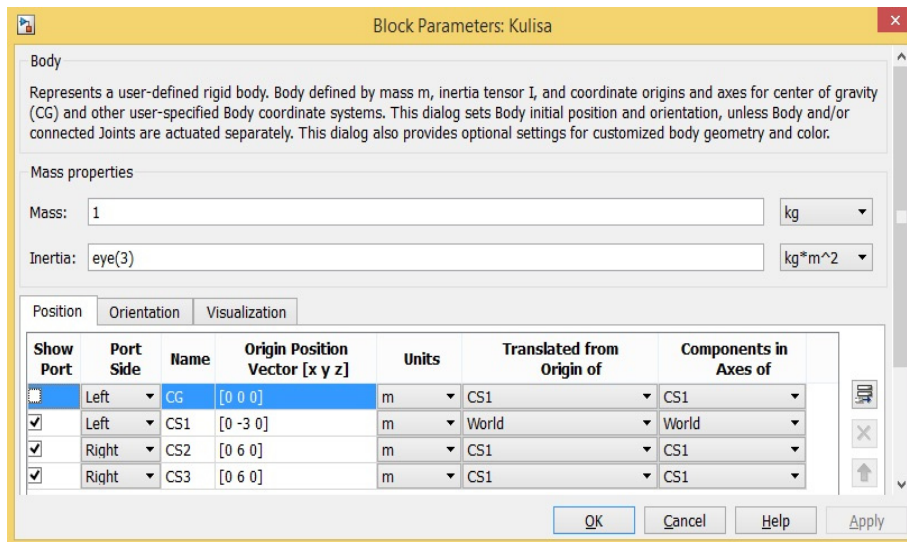 Block Parameters: Kulisa
Body
Represents a user-defined rigid body. Body defined by mass m, inertia tensor I, and coordinate origins and axes for center of gravity
(CG) and other user-specified Body coordinate systems. This dialog sets Body initial position and orientation, unless Body and/or
connected Joints are actuated separately. This dialog also provides optional settings for customized body geometry and color.
Mass properties
Mass: 1 kg
Inertia: eye(3) kg*m^2
Position Orientation Visualization
Show Port Port Side Name Origin Position Vector [x y z] Units Translated from Origin of Components in Axes of
Left CG [0 0 0] m CS1 CS1
Left CS1 [0 -3 0] m World World
Right CS2 [0 6 0] m CS1 CS1
Right CS3 [0 6 0] m CS1 CS1
OK Cancel Help Apply